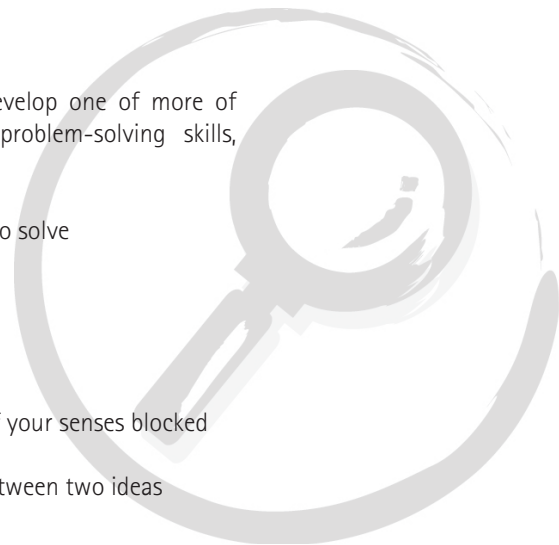 evelop one of more of
problem-solving skills,
o solve
your senses blocked
tween two ideas